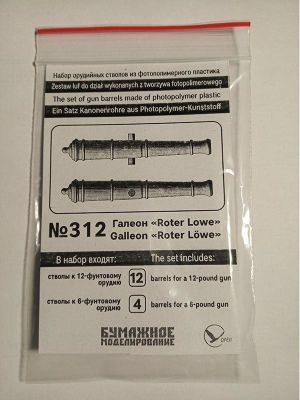 Набор орудийных стволов из фотополимерного пластика
Zestaw luf do dział wykonanych z tworzywa fotopolimerowego
The set of gun barrels made of photopolymer plastic
Ein Satz Kanonenrohre aus Photopolymer-Kunststoff
№312 Галеон «Roter Lowe»
Galleon «Roter Löwe»
В набор входят: The set includes:
стволы к 12-фунтовому орудию 12 barrels for a 12-pound gun
стволы к 6-фунтовому орудию 4 barrels for a 6-pound gun
БУМАЖНОЕ
МОДЕЛИРОВАНИЕ
ОРЕЛ